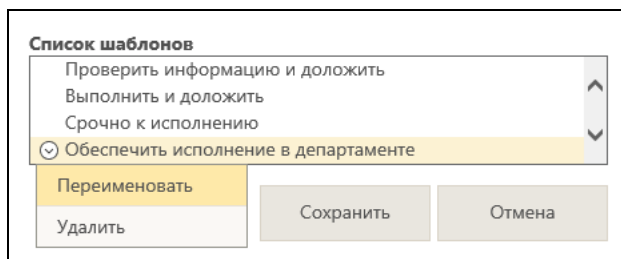 Список шаблонов
Проверить информацию и доложить
Выполнить и доложить
Срочно к исполнению
Обеспечить исполнение в департаменте
Переименовать
Удалить
Сохранить
Отмена